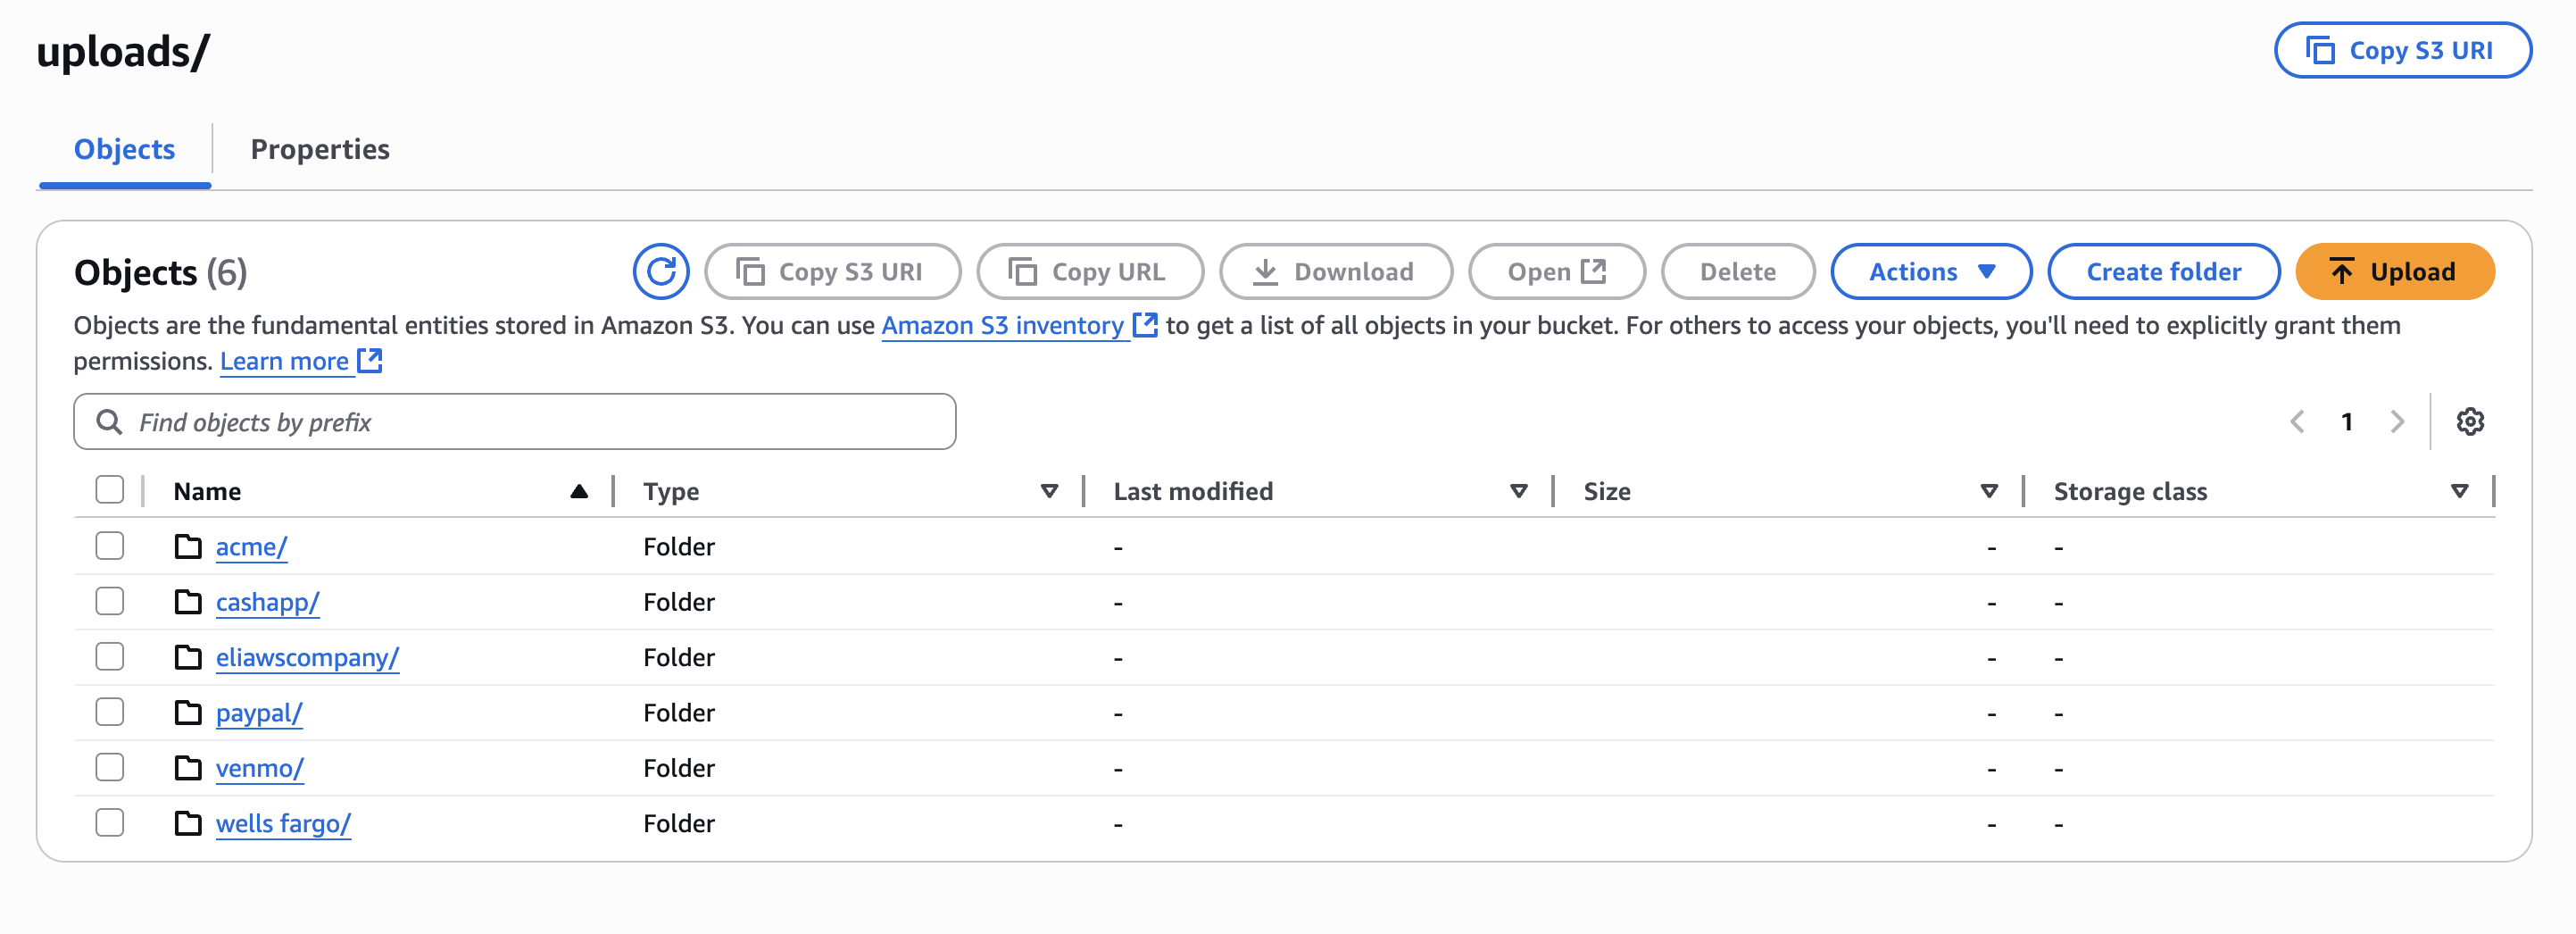 uploads/
Copy S3 URI
Objects
Properties
Objects (6)
Copy S3 URI
Copy URL
Download
Open
Delete
Actions
Create folder
Upload
Objects are the fundamental entities stored in Amazon S3. You can use Amazon S3 inventory to get a list of all objects in your bucket. For others to access your objects, you'll need to explicitly grant them
permissions. Learn more
Find objects by prefix
1
Name Type Last modified Size Storage class
acme/ Folder - - -
cashapp/ Folder - - -
eliawscompany/ Folder - - -
paypal/ Folder - - -
venmo/ Folder - - -
wells fargo/ Folder - - -